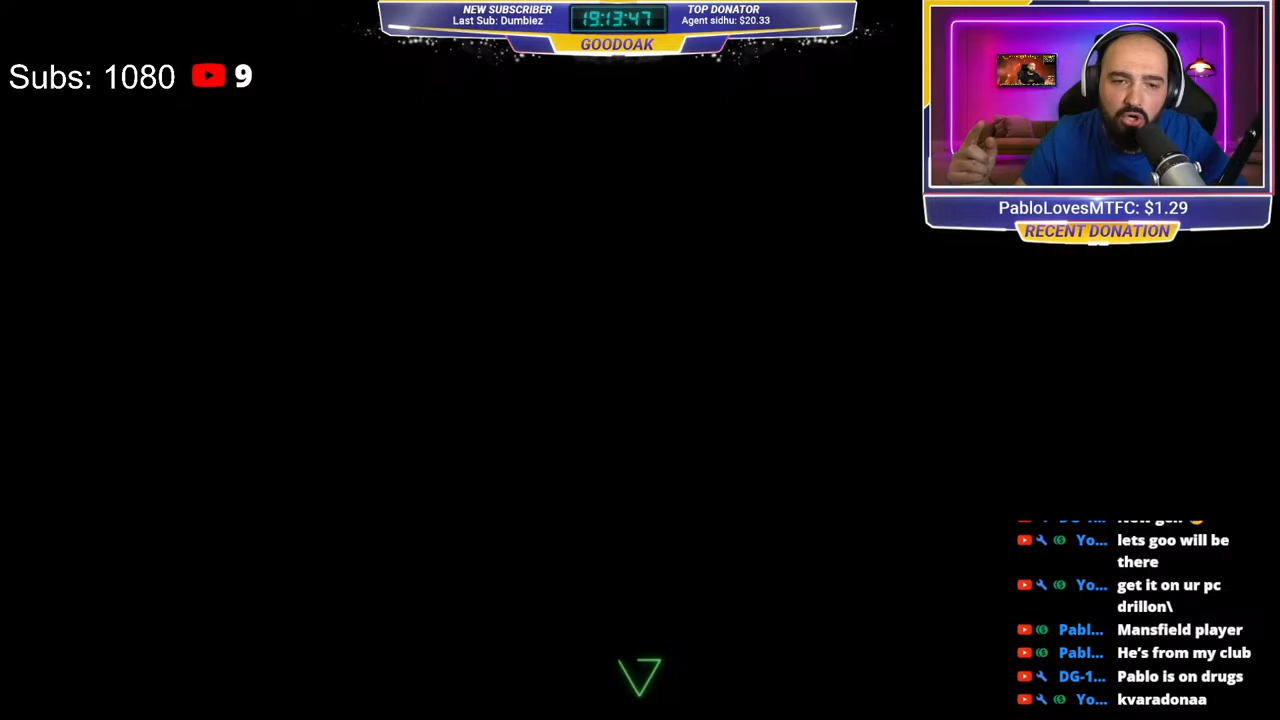 NEW SUBSCRIBER
Last Sub: Dumbiez
19:13:47
TOP DONATOR
Agent sidhu: $20.33
GOODOAK
Subs: 1080
9
PabloLovesMTFC: $1.29
RECENT DONATION
Yo... lets goo will be
there
Yo... get it on ur pc
drillon\
Pabl... Mansfield player
Pabl... He's from my club
DG-1... Pablo is on drugs
Yo... kvaradonaa